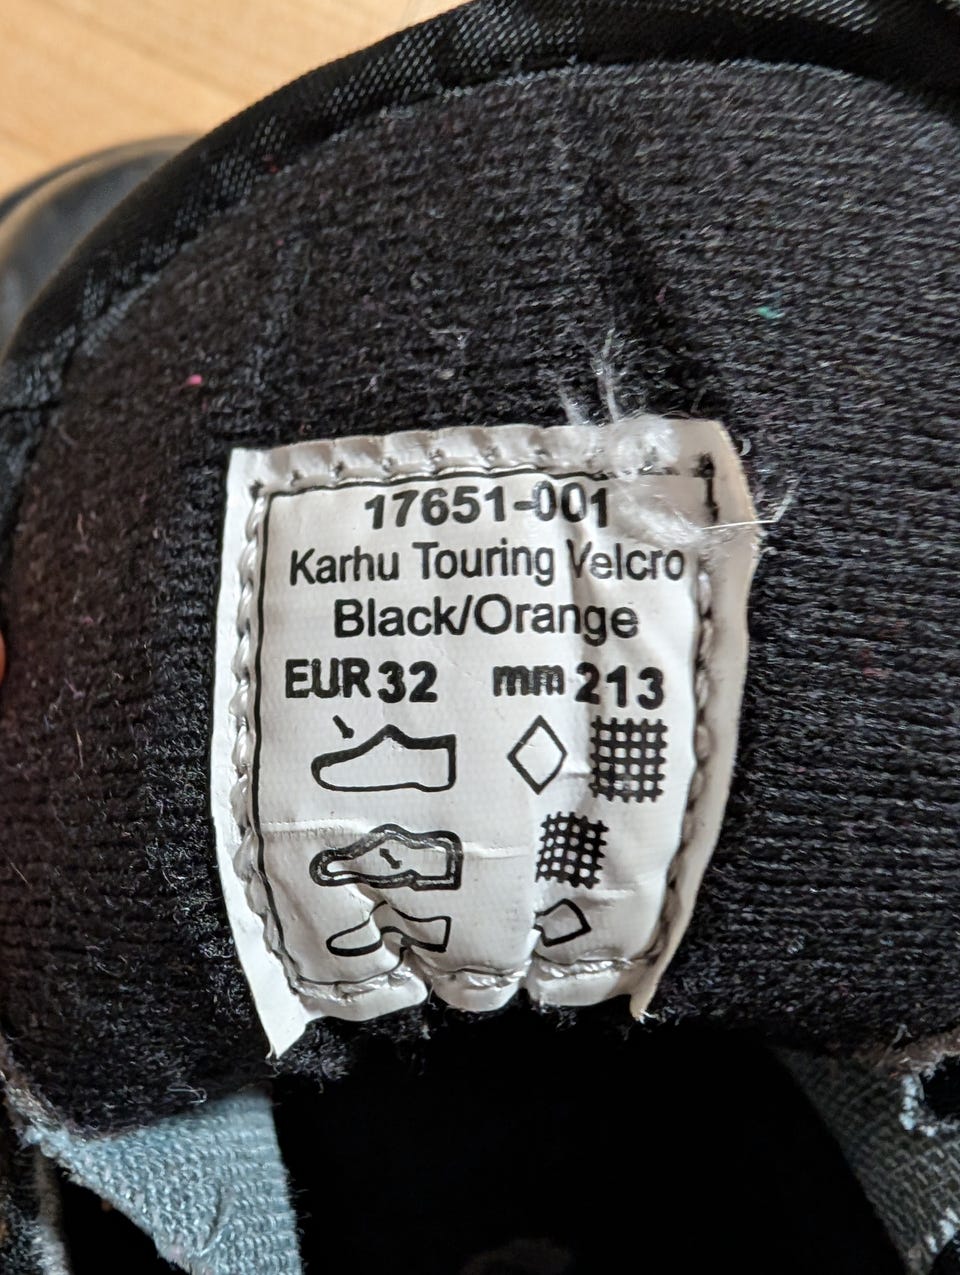 17651-001
Karhu Touring Velcro
Black/Orange
EUR 32 mm 213